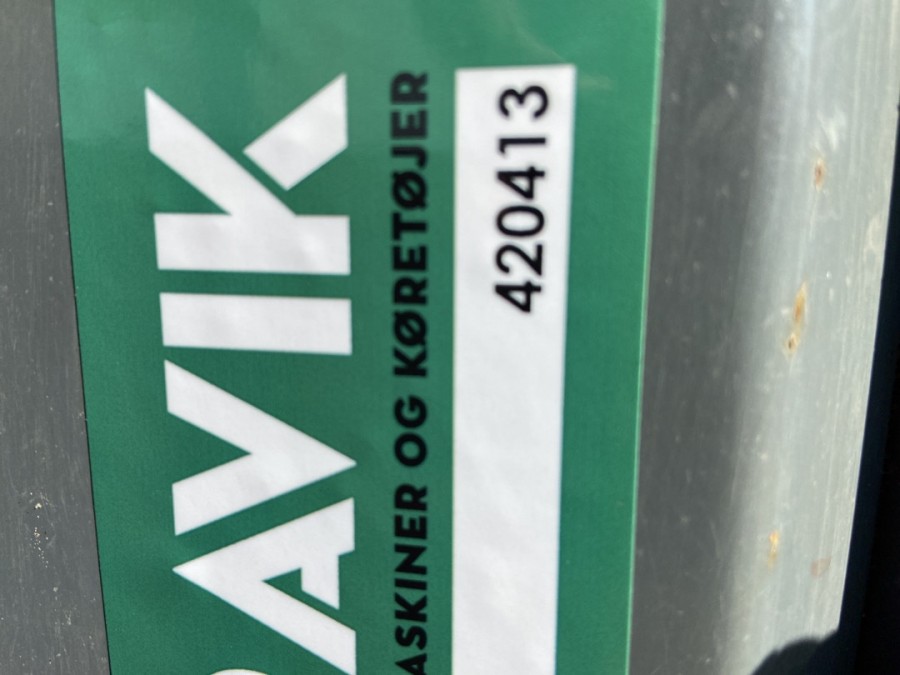 AVIK
ASKINER OG KØRETØJER
420413